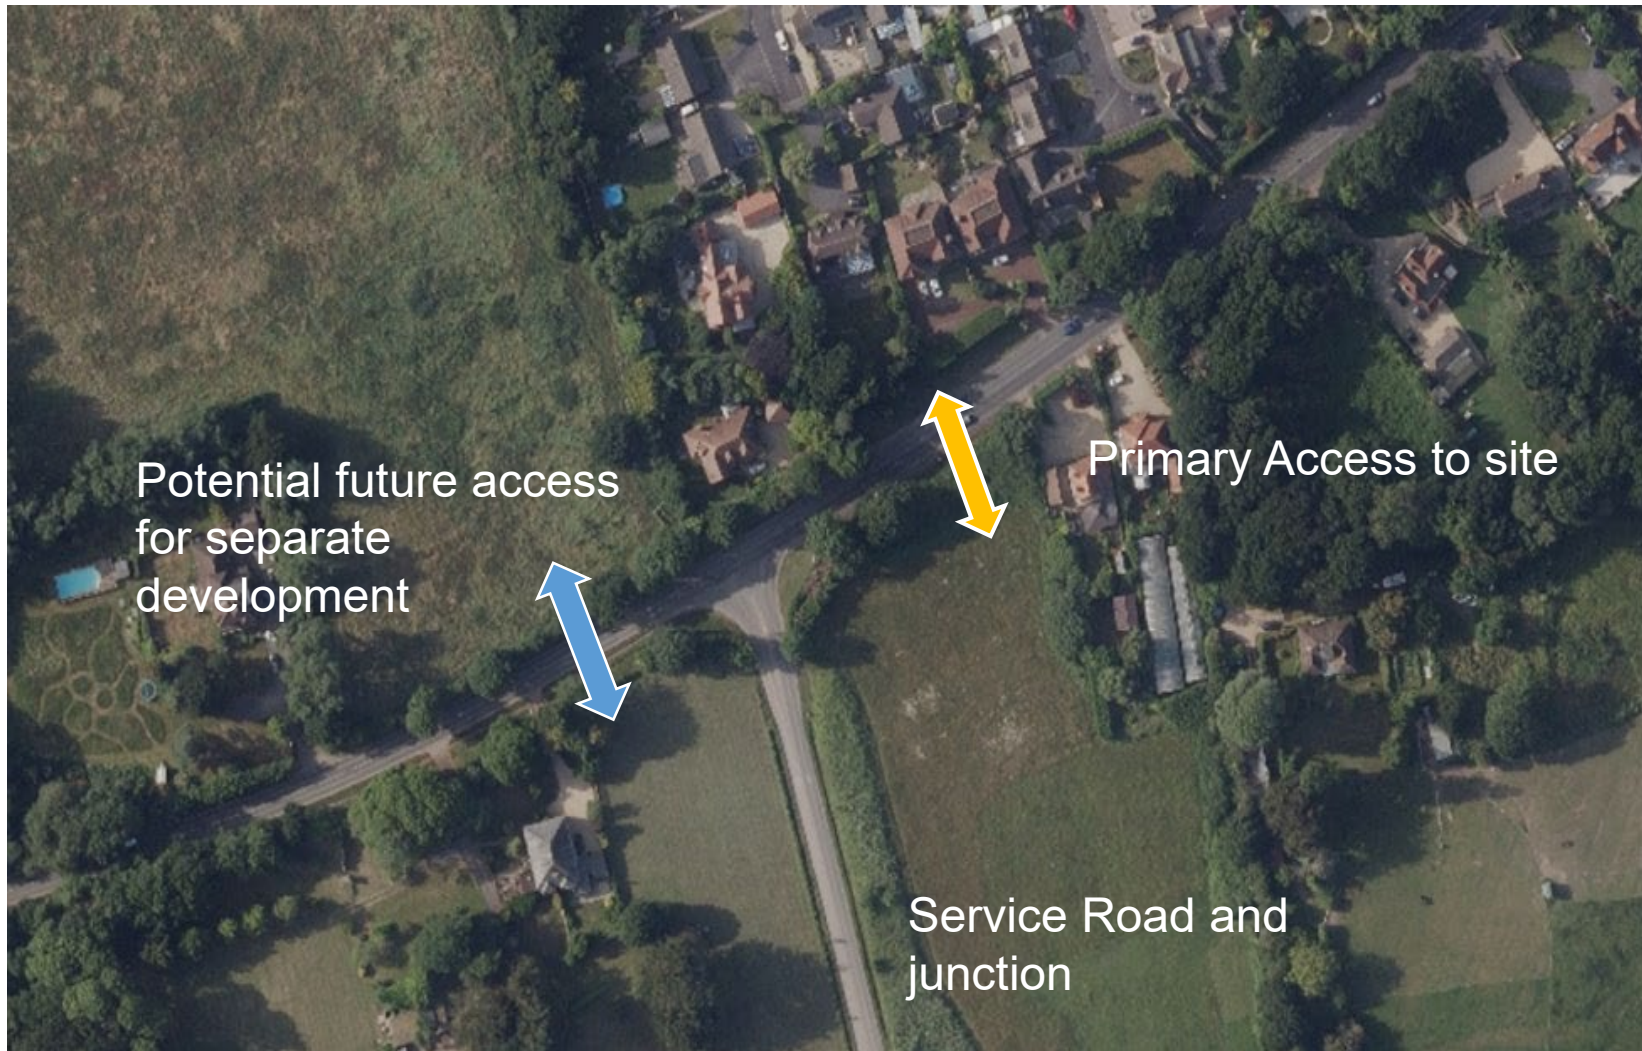 Potential future access
for separate
development
Primary Access to site
Service Road and
junction